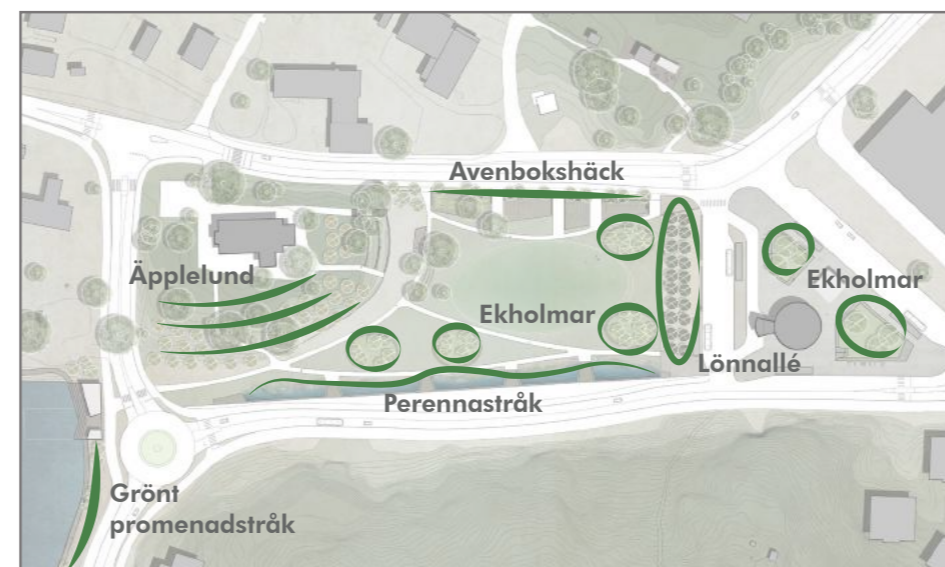 Avenbokshäck
Äpplelund
Ekholmar
Ekholmar
Lönnallé
Perennastråk
Grönt
promenadstråk